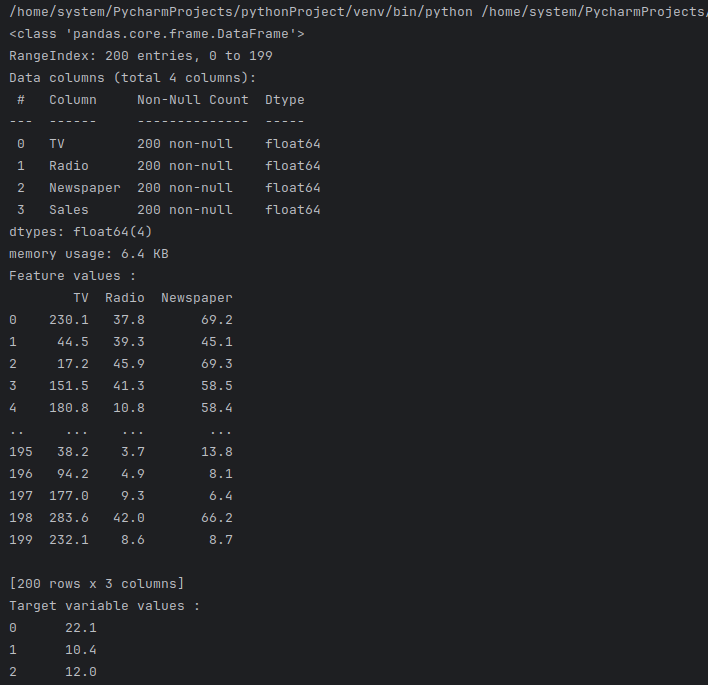 /home/system/PycharmProjects/pythonProject/venv/bin/python /home/system/PycharmProjects/
<class 'pandas.core.frame.DataFrame'>
RangeIndex: 200 entries, 0 to 199
Data columns (total 4 columns):
 #   Column     Non-Null Count  Dtype
---  ------     --------------  -----
 0   TV         200 non-null    float64
 1   Radio      200 non-null    float64
 2   Newspaper  200 non-null    float64
 3   Sales      200 non-null    float64
dtypes: float64(4)
memory usage: 6.4 KB
Feature values :
        TV  Radio  Newspaper
0    230.1   37.8       69.2
1     44.5   39.3       45.1
2     17.2   45.9       69.3
3    151.5   41.3       58.5
4    180.8   10.8       58.4
..     ...    ...        ...
195   38.2    3.7       13.8
196   94.2    4.9        8.1
197  177.0    9.3        6.4
198  283.6   42.0       66.2
199  232.1    8.6        8.7

[200 rows x 3 columns]
Target variable values :
0      22.1
1      10.4
2      12.0